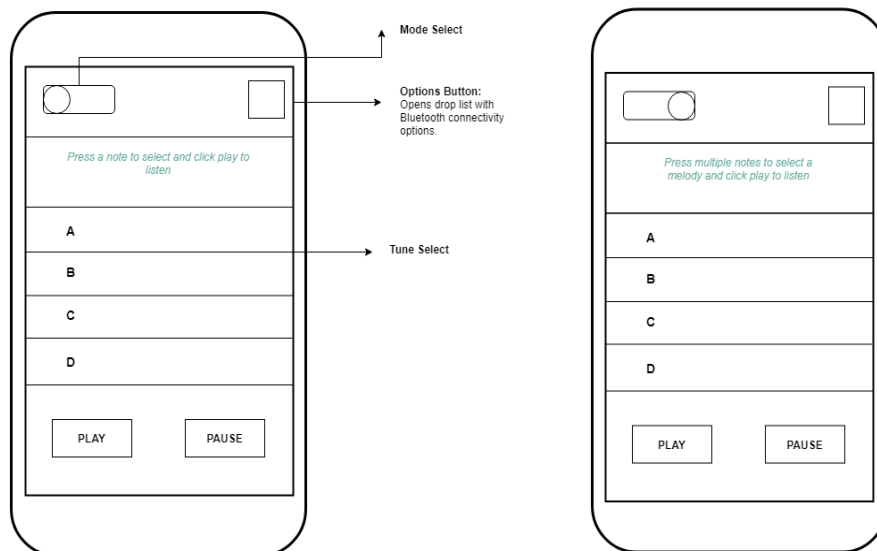 Mode Select
Options Button:
Opens drop list with
Bluetooth connectivity
options.
Press a note to select and click play to
listen
A
B
C
D
PLAY
PAUSE
Tune Select
Press multiple notes to select a
melody and click play to listen
A
B
C
D
PLAY
PAUSE